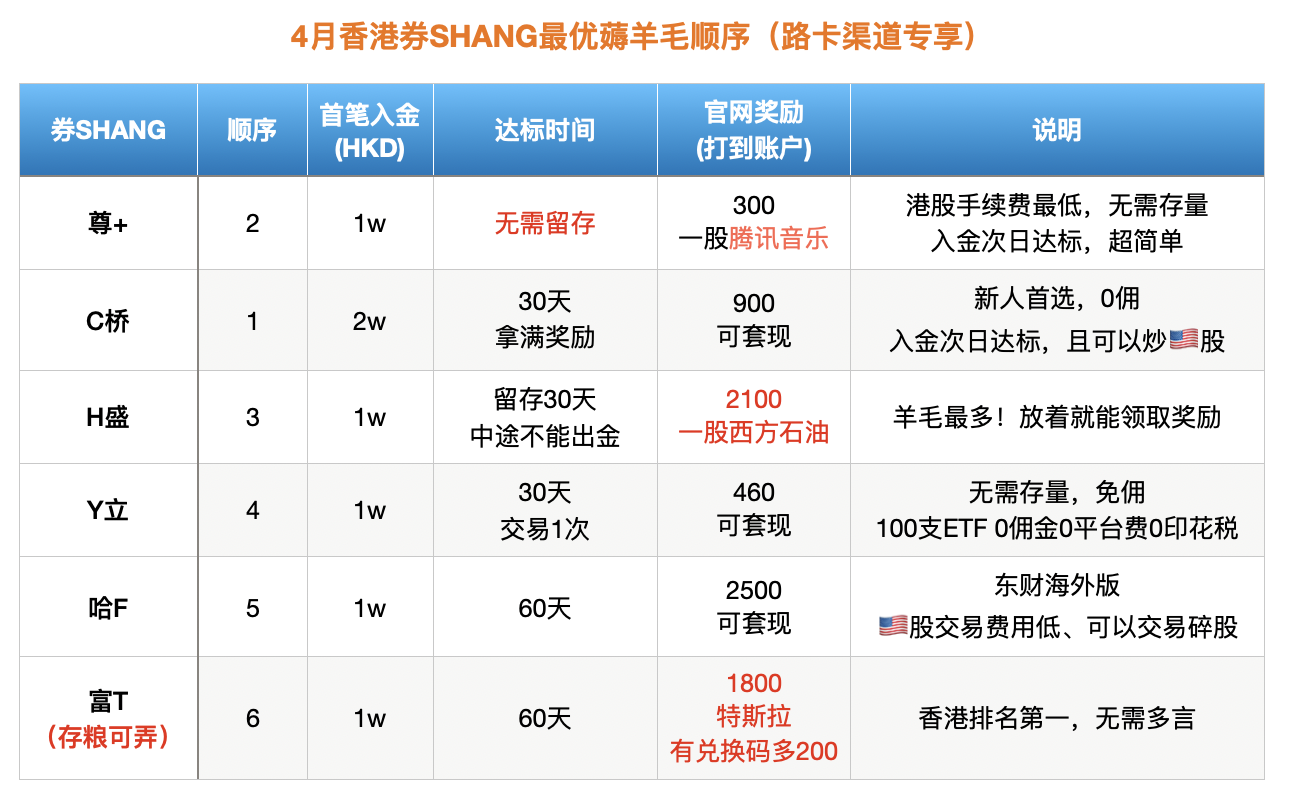 4月香港券SHANG最优薅羊毛顺序（路卡渠道专享）
券SHANG
顺序
首笔入金
(HKD)
达标时间
官网奖励
(打到账户)
说明
尊+
2
1w
无需留存
300
一股腾讯音乐
港股手续费最低，无需存量
入金次日达标，超简单
C桥
1
2w
30天
拿满奖励
900
可套现
新人首选，0佣
入金次日达标，且可以炒🇺🇸股
H盛
3
1w
留存30天
中途不能出金
2100
一股西方石油
羊毛最多！放着就能领取奖励
Y立
4
1w
30天
交易1次
460
可套现
无需存量，免佣
100支ETF 0佣金0平台费0印花税
哈F
5
1w
60天
2500
可套现
东财海外版
🇺🇸股交易费用低、可以交易碎股
富T
（存粮可弄）
6
1w
60天
1800
特斯拉
有兑换码多200
香港排名第一，无需多言